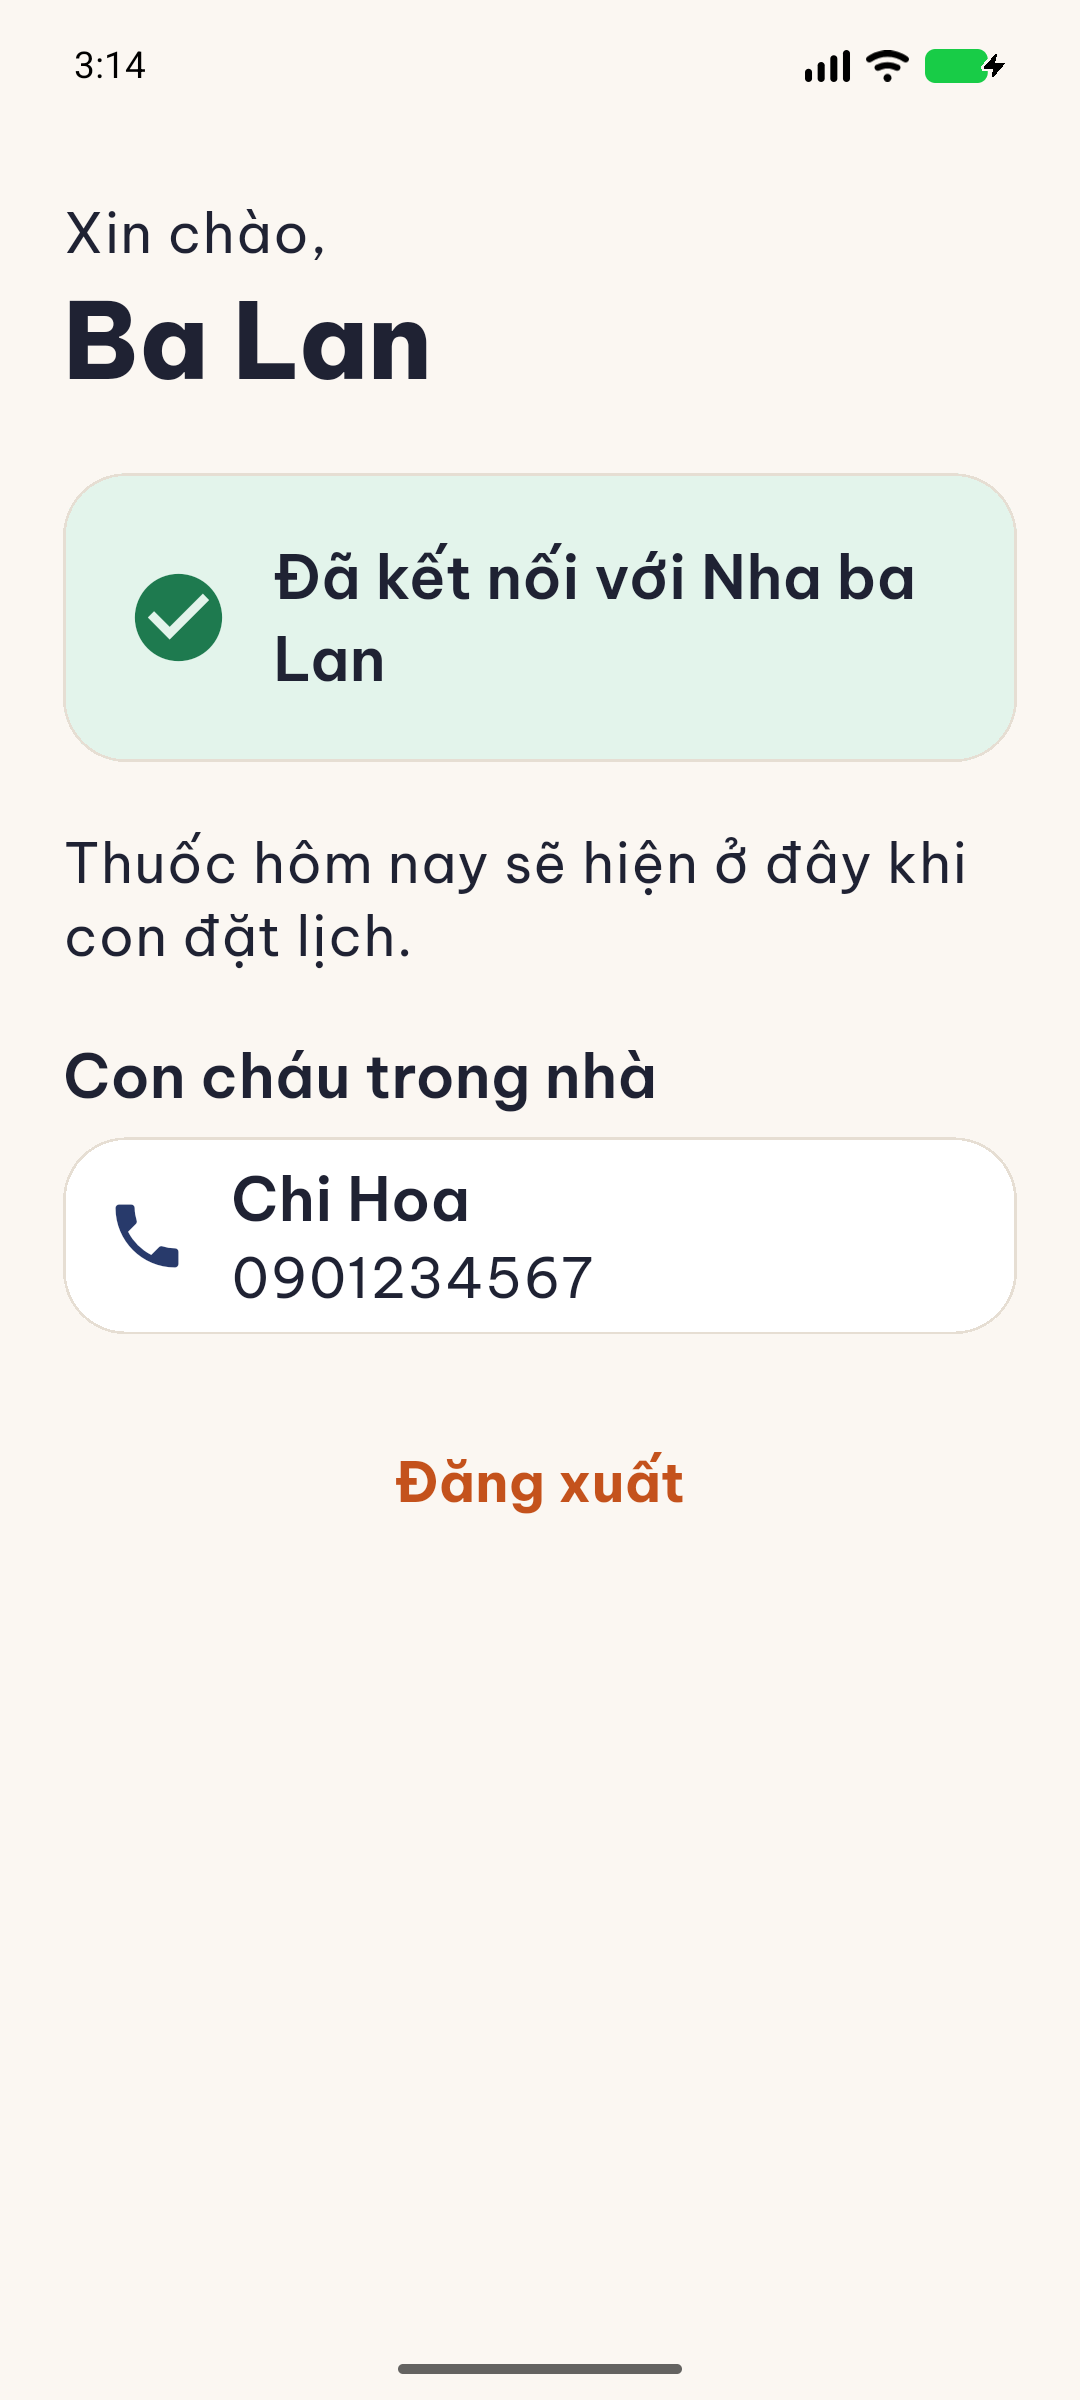 3:14
Xin chào,
Ba Lan
Đã kết nối với Nha ba
Lan
Thuốc hôm nay sẽ hiện ở đây khi
con đặt lịch.
Con cháu trong nhà
Chi Hoa
0901234567
Đăng xuất